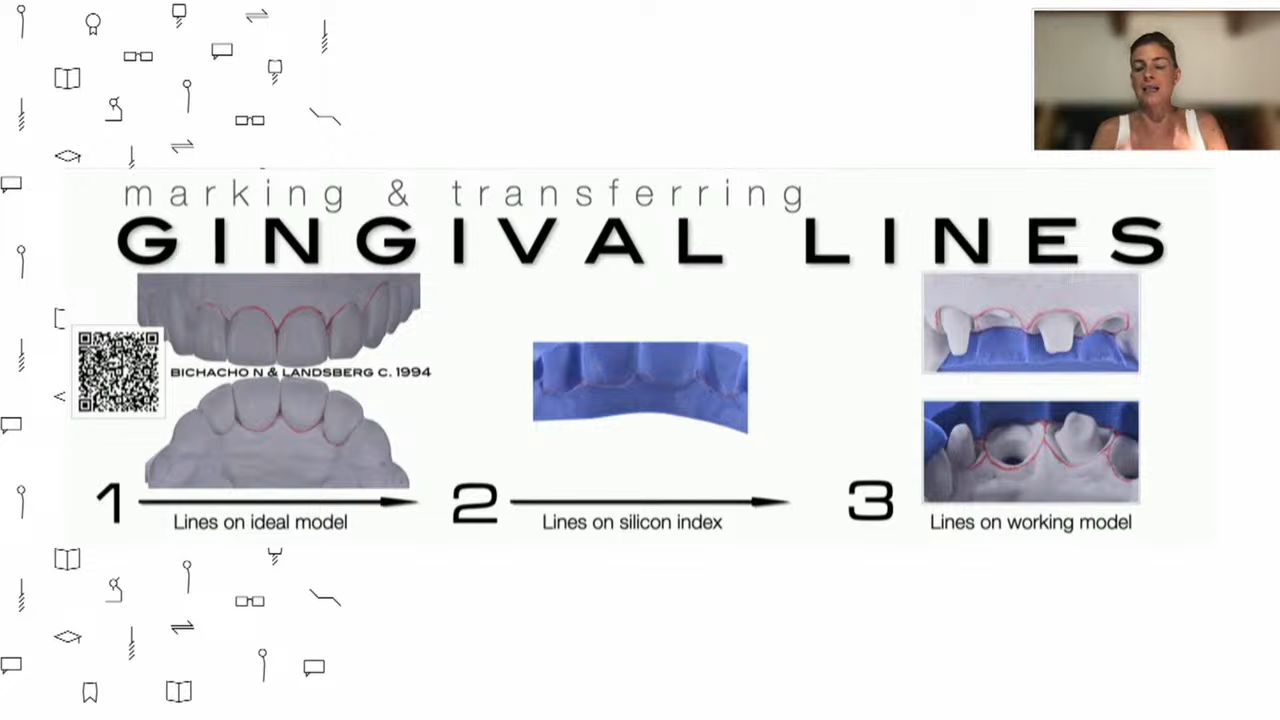 marking & transferring
GINGIVAL LINES
BICHACHO N & LANDSBERG C. 1994
1
Lines on ideal model
2
Lines on silicon index
3
Lines on working model